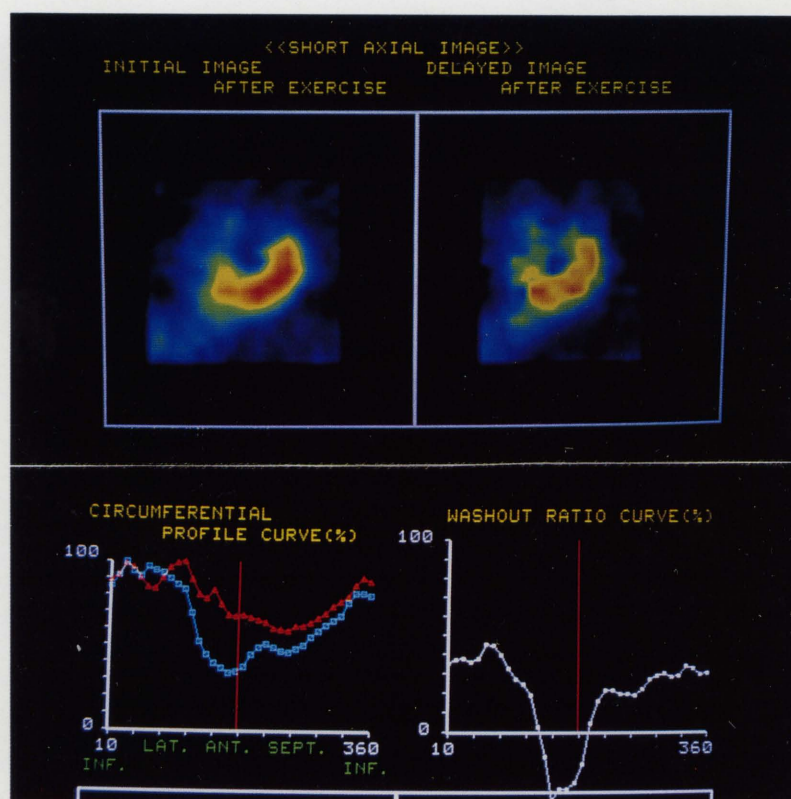 <<SHORT AXIAL IMAGE>>
INITIAL IMAGE
AFTER EXERCISE
DELAYED IMAGE
AFTER EXERCISE
CIRCUMFERENTIAL
PROFILE CURVE(%)
100
0
10 LAT. ANT. SEPT. 360
INF. INF.
WASHOUT RATIO CURVE(%)
100
0
10 360